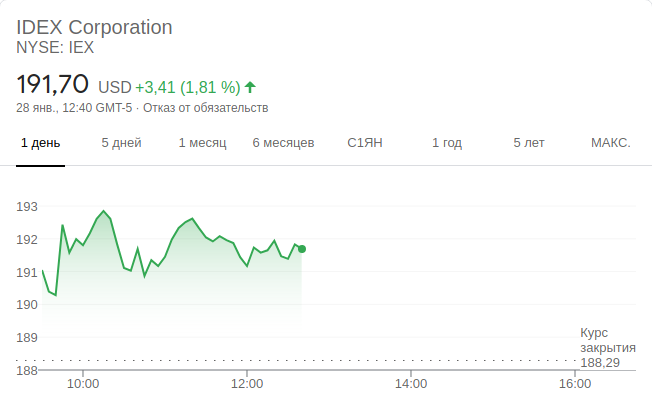 IDEX Corporation
NYSE: IEX
191,70 USD +3,41 (1,81 %)
28 янв., 12:40 GMT-5 · Отказ от обязательств
1 день 5 дней 1 месяц 6 месяцев С1ЯН 1 год 5 лет МАКС.
193
192
191
190
189
Курс
закрытия
188,29
188
10:00 12:00 14:00 16:00